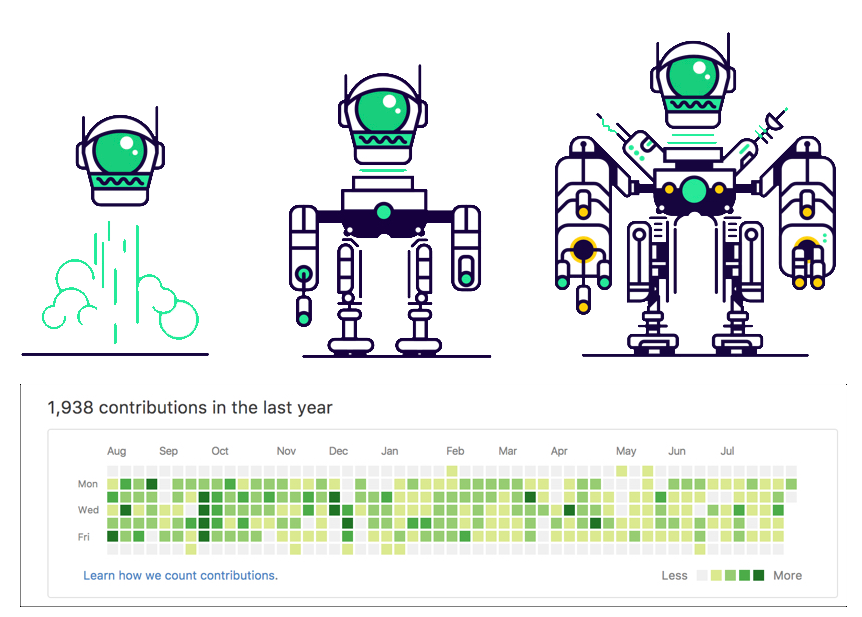 1,938 contributions in the last year
Aug Sep Oct Nov Dec Jan Feb Mar Apr May Jun Jul
Mon
Wed
Fri
Learn how we count contributions.
Less More